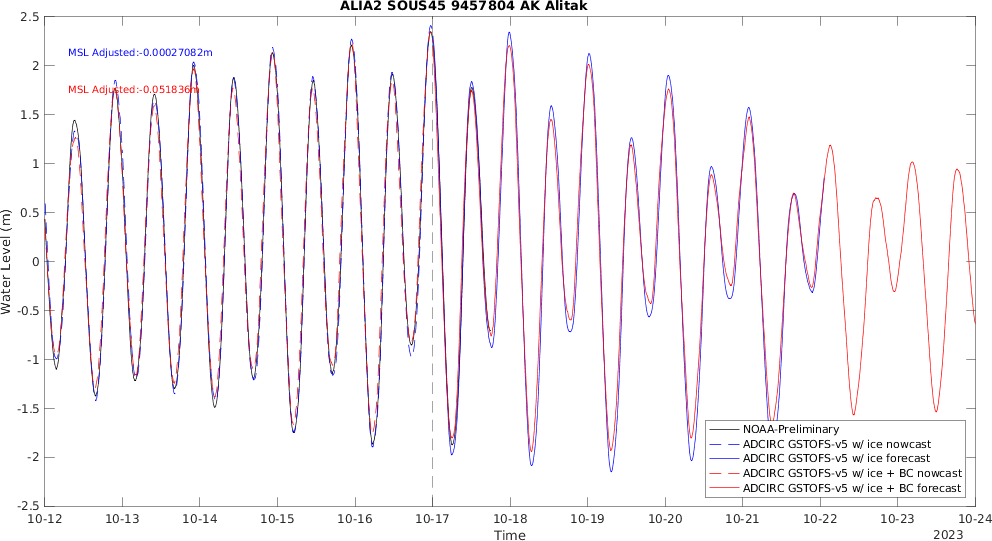 ALIA2 SOUS45 9457804 AK Alitak
MSL Adjusted:-0.00027082m
MSL Adjusted:-0.051836m
Water Level (m)
2.5
2
1.5
1
0.5
0
-0.5
-1
-1.5
-2
-2.5
NOAA-Preliminary
ADCIRC GSTOFS-v5 w/ ice nowcast
ADCIRC GSTOFS-v5 w/ ice forecast
ADCIRC GSTOFS-v5 w/ ice + BC nowcast
ADCIRC GSTOFS-v5 w/ ice + BC forecast
10-12 10-13 10-14 10-15 10-16 10-17 10-18 10-19 10-20 10-21 10-22 10-23 10-24
Time
2023